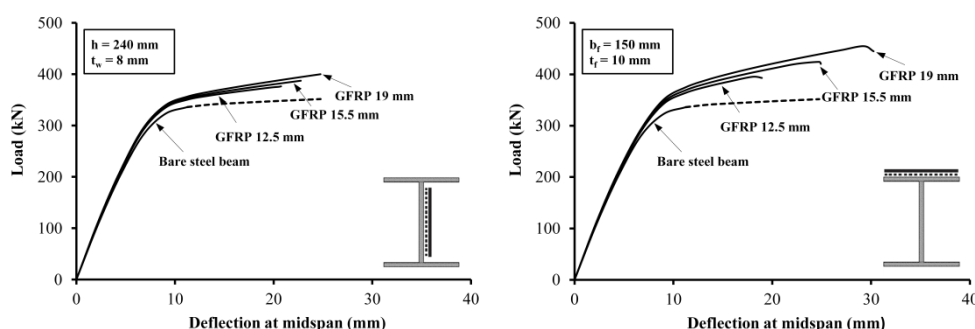 500
400
300
200
100
0
Load (kN)
h = 240 mm
t_w = 8 mm
GFRP 19 mm
GFRP 15.5 mm
GFRP 12.5 mm
Bare steel beam
0 10 20 30 40
Deflection at midspan (mm)
500
400
300
200
100
0
Load (kN)
b_f = 150 mm
t_f = 10 mm
GFRP 19 mm
GFRP 15.5 mm
GFRP 12.5 mm
Bare steel beam
0 10 20 30 40
Deflection at midspan (mm)